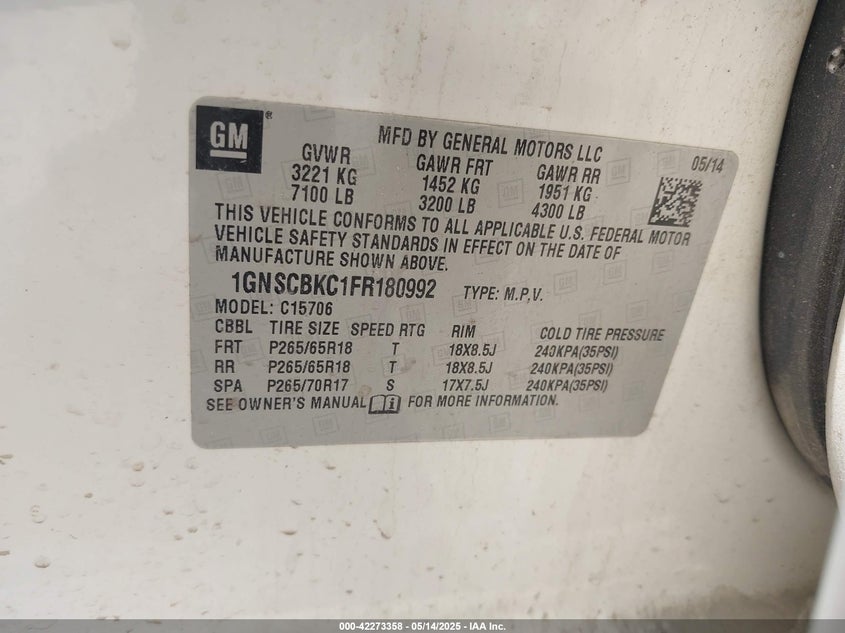 GM ®
MFD BY GENERAL MOTORS LLC
05/14
GVWR GAWR FRT GAWR RR
3221 KG 1452 KG 1951 KG
7100 LB 3200 LB 4300 LB
THIS VEHICLE CONFORMS TO ALL APPLICABLE U.S. FEDERAL MOTOR
VEHICLE SAFETY STANDARDS IN EFFECT ON THE DATE OF
MANUFACTURE SHOWN ABOVE.
1GNSCBKC1FR180992 TYPE: M.P.V.
MODEL: C15706
CBBL TIRE SIZE SPEED RTG RIM COLD TIRE PRESSURE
FRT P265/65R18 T 18X8.5J 240KPA(35PSI)
RR P265/65R18 T 18X8.5J 240KPA(35PSI)
SPA P265/70R17 S 17X7.5J 240KPA(35PSI)
SEE OWNER'S MANUAL i FOR MORE INFORMATION.
000-42273358 - 05/14/2025 - IAA Inc.